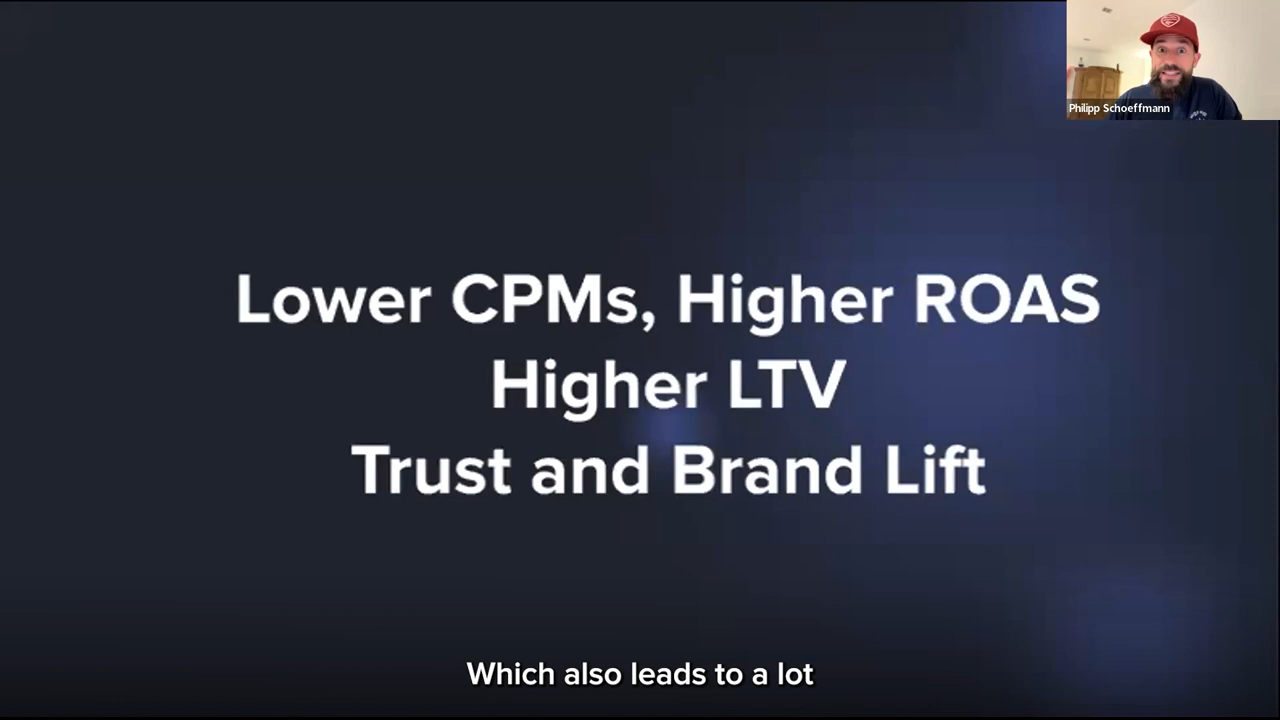 Philipp Schoeffmann
Lower CPMs, Higher ROAS
Higher LTV
Trust and Brand Lift
Which also leads to a lot